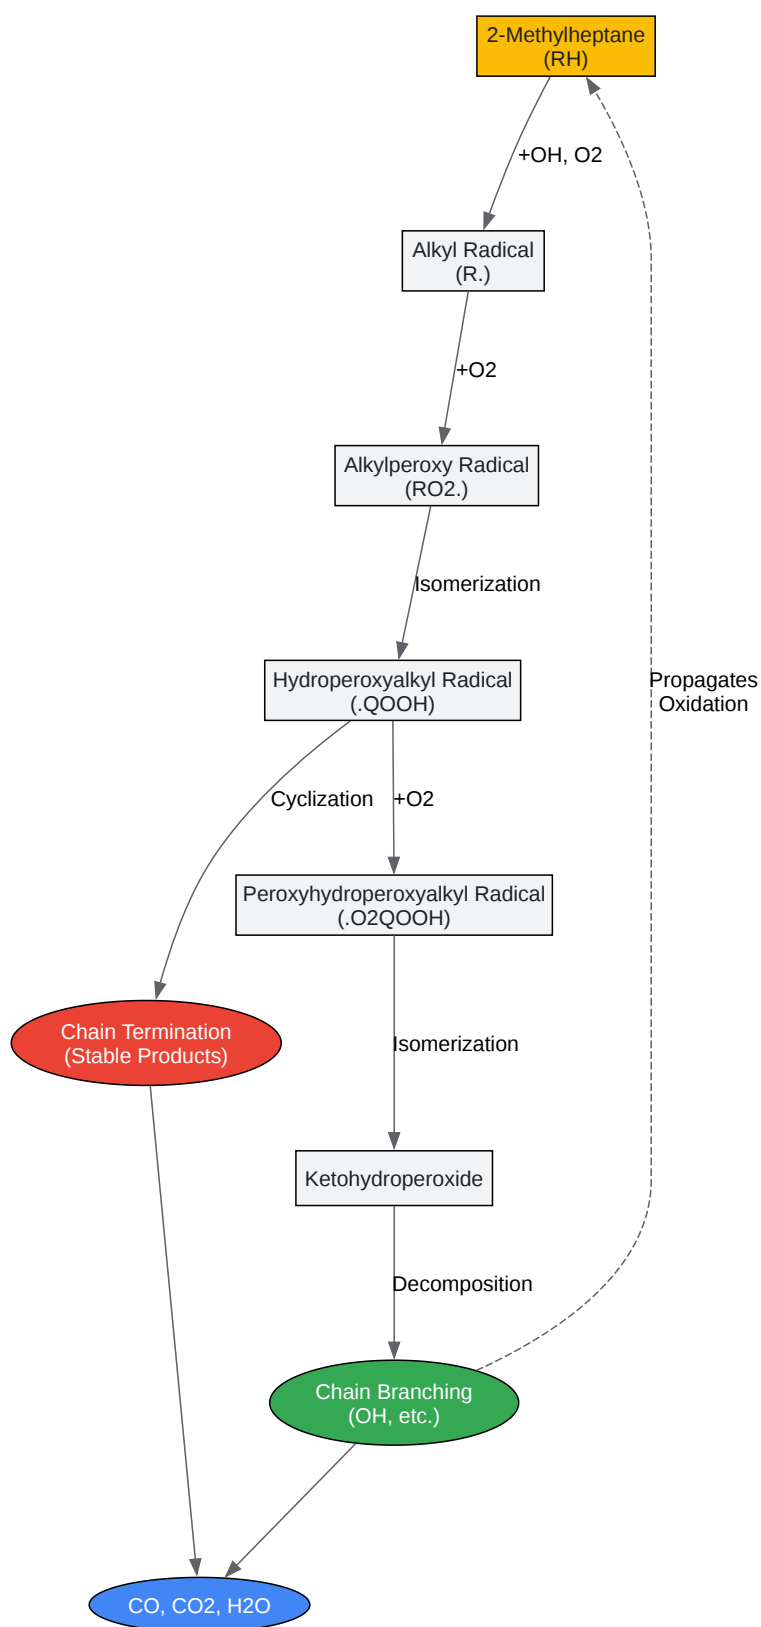 2-Methylheptane
(RH)
+OH, O2
Alkyl Radical
(R.)
+O2
Alkylperoxy Radical
(RO2.)
Isomerization
Hydroperoxyalkyl Radical
(.QOOH)
Propagates
Oxidation
Cyclization
+O2
Peroxyhydroperoxyalkyl Radical
(.O2QOOH)
Chain Termination
(Stable Products)
Isomerization
Ketohydroperoxide
Decomposition
Chain Branching
(OH, etc.)
CO, CO2, H2O